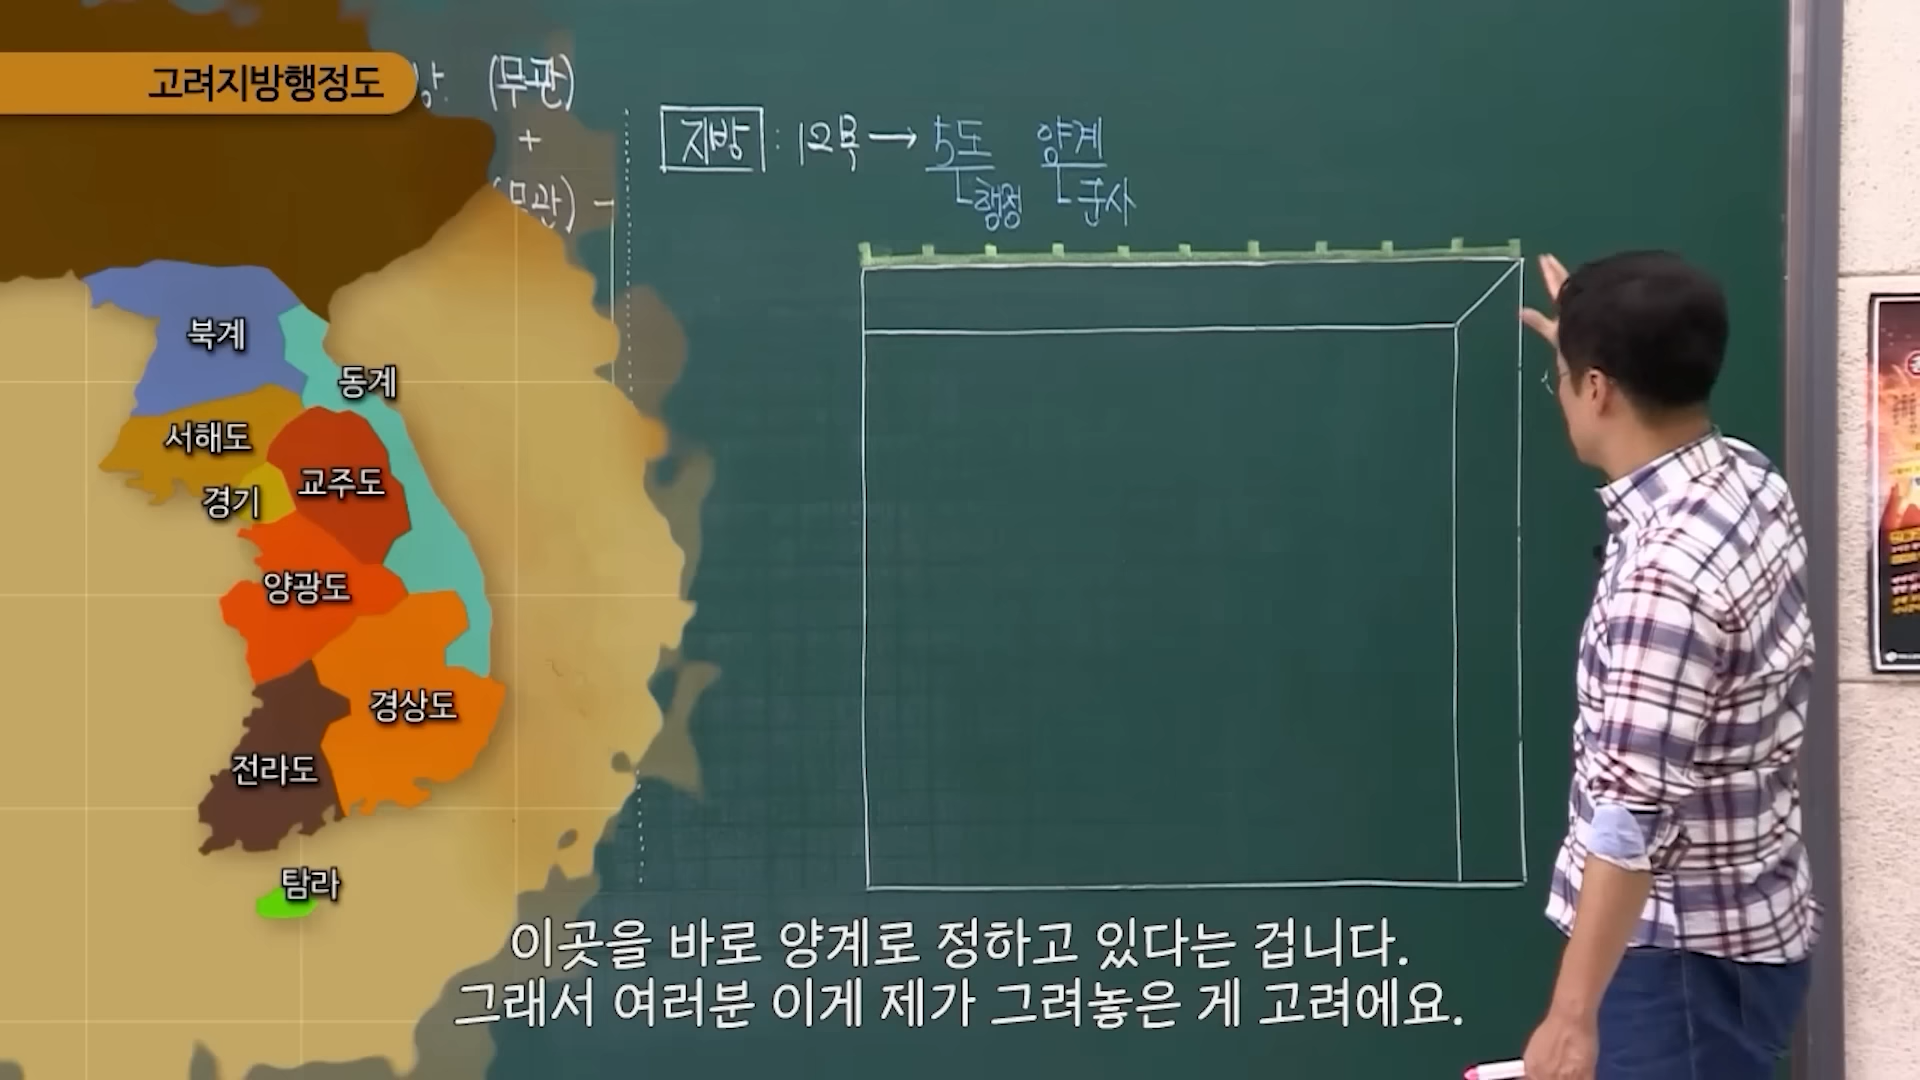 고려지방행정도
(무관)
+
(문관) -
지방 : 12목 → 5도 양계
ㄴ행정 ㄴ군사
북계
동계
서해도
교주도
경기
양광도
경상도
전라도
탐라
이곳을 바로 양계로 정하고 있다는 겁니다.
그래서 여러분 이게 제가 그려놓은 게 고려에요.